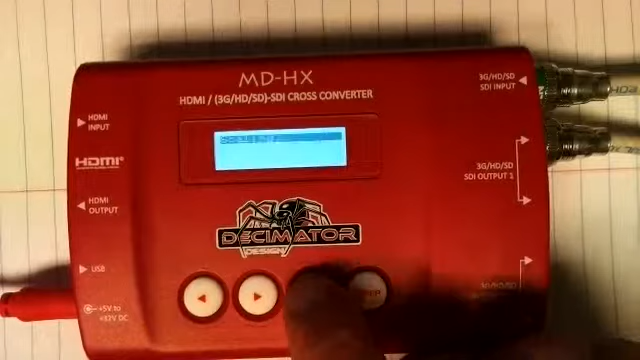 MD-HX
HDMI / (3G/HD/SD)-SDI CROSS CONVERTER
HDMI
INPUT
HDMI
HDMI
OUTPUT
USB
+5V to
+32V DC
3G/HD/SD
SDI INPUT
3G/HD/SD
SDI OUTPUT 1
DECIMATOR
DESIGN